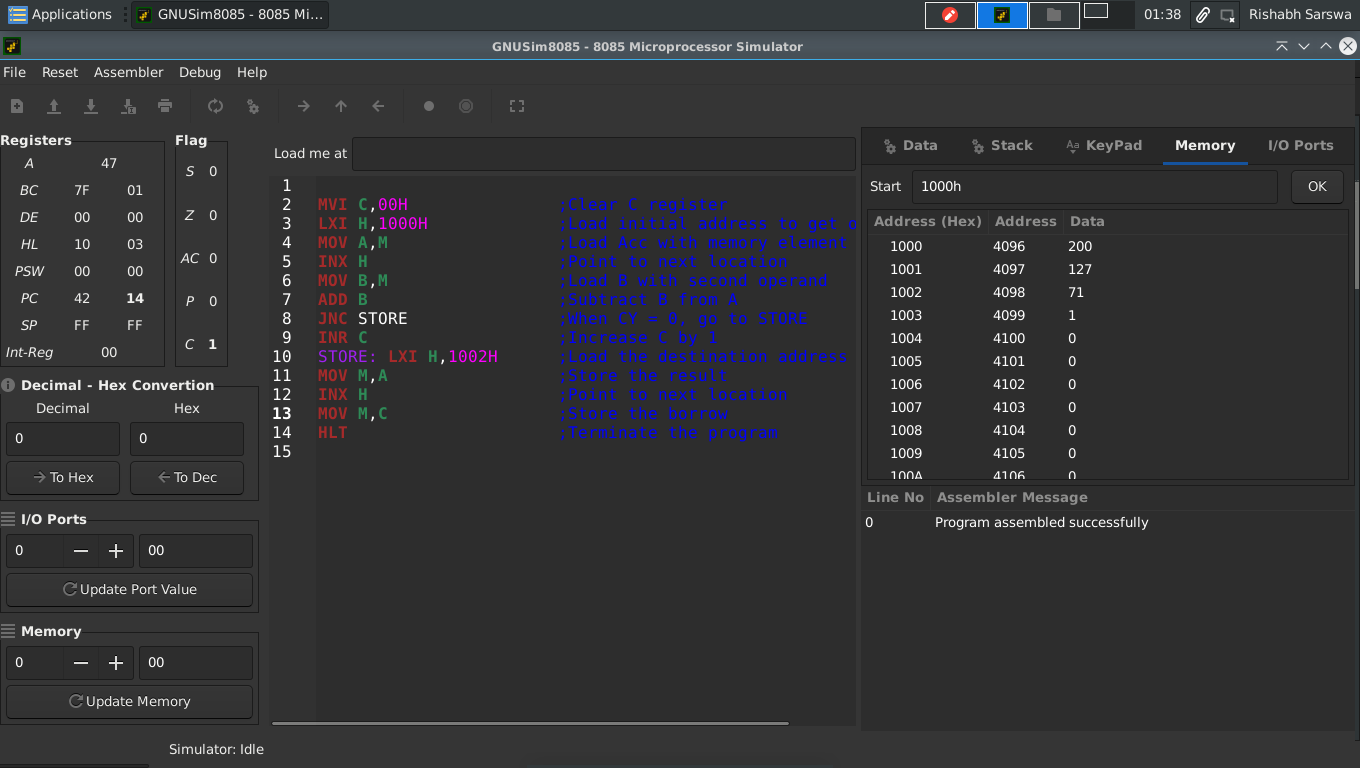 Applications
GNUSim8085 - 8085 Mi...
01:38
Rishabh Sarswa
GNUSim8085 - 8085 Microprocessor Simulator
File Reset Assembler Debug Help
Registers
A 47
BC 7F 01
DE 00 00
HL 10 03
PSW 00 00
PC 42 14
SP FF FF
Int-Reg 00
Flag
S 0
Z 0
AC 0
P 0
C 1
Decimal - Hex Convertion
Decimal Hex
0 0
To Hex To Dec
I/O Ports
0 00
Update Port Value
Memory
0 00
Update Memory
Load me at
1
2 MVI C,00H ;Clear C register
3 LXI H,1000H ;Load initial address to get o
4 MOV A,M ;Load Acc with memory element
5 INX H ;Point to next location
6 MOV B,M ;Load B with second operand
7 ADD B ;Subtract B from A
8 JNC STORE ;When CY = 0, go to STORE
9 INR C ;Increase C by 1
10 STORE: LXI H,1002H ;Load the destination address
11 MOV M,A ;Store the result
12 INX H ;Point to next location
13 MOV M,C ;Store the borrow
14 HLT ;Terminate the program
15
Data Stack KeyPad Memory I/O Ports
Start 1000h OK
Address (Hex) Address Data
1000 4096 200
1001 4097 127
1002 4098 71
1003 4099 1
1004 4100 0
1005 4101 0
1006 4102 0
1007 4103 0
1008 4104 0
1009 4105 0
100A 4106 0
Line No Assembler Message
0 Program assembled successfully
Simulator: Idle